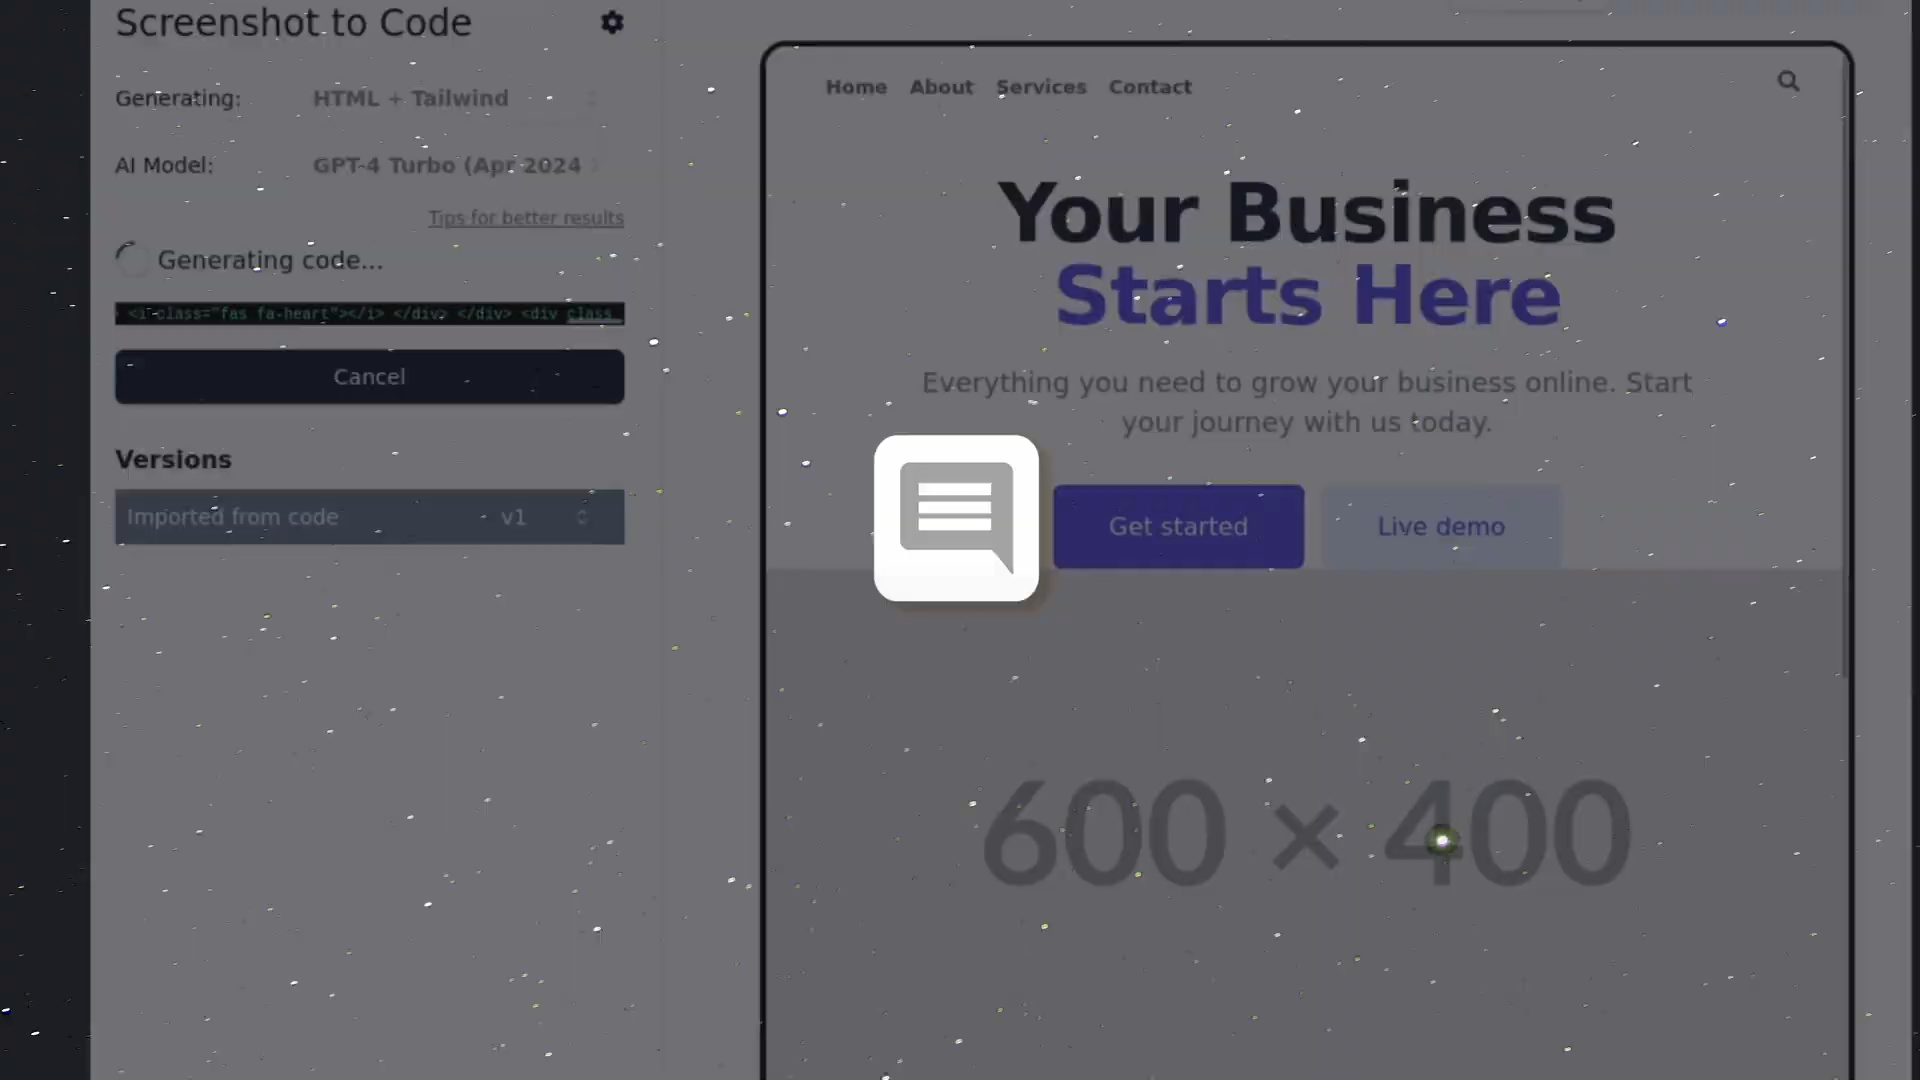 Screenshot to Code
Generating: HTML + Tailwind
AI Model: GPT-4 Turbo (Apr 2024
Tips for better results
Generating code...
<i class="fas fa-heart"></i> </div> </div> <div class
Cancel
Versions
Imported from code v1
Home About Services Contact
Your Business
Starts Here
Everything you need to grow your business online. Start
your journey with us today.
Get started Live demo
600 × 400